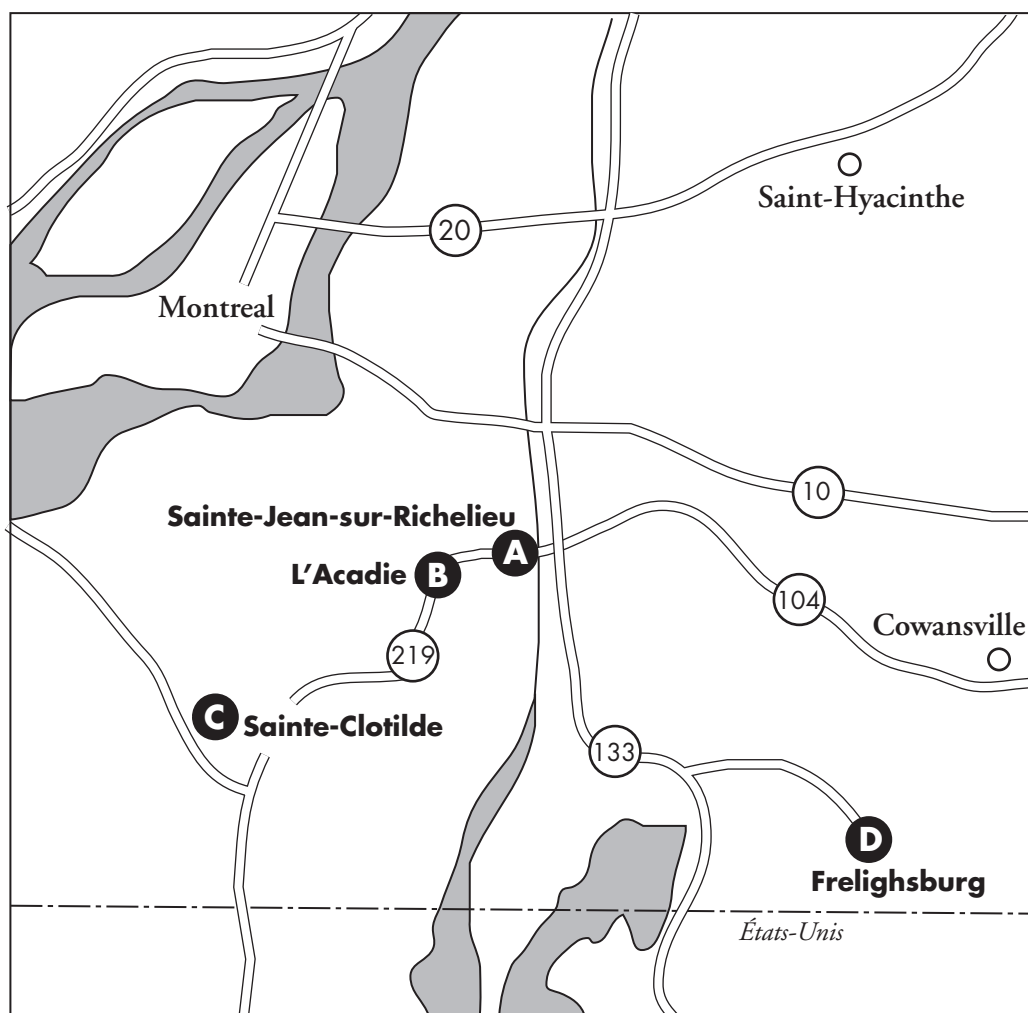 Saint-Hyacinthe
20
Montreal
10
Sainte-Jean-sur-Richelieu
A
L'Acadie
B
104
Cowansville
219
C
Sainte-Clotilde
133
D
Frelighsburg
États-Unis